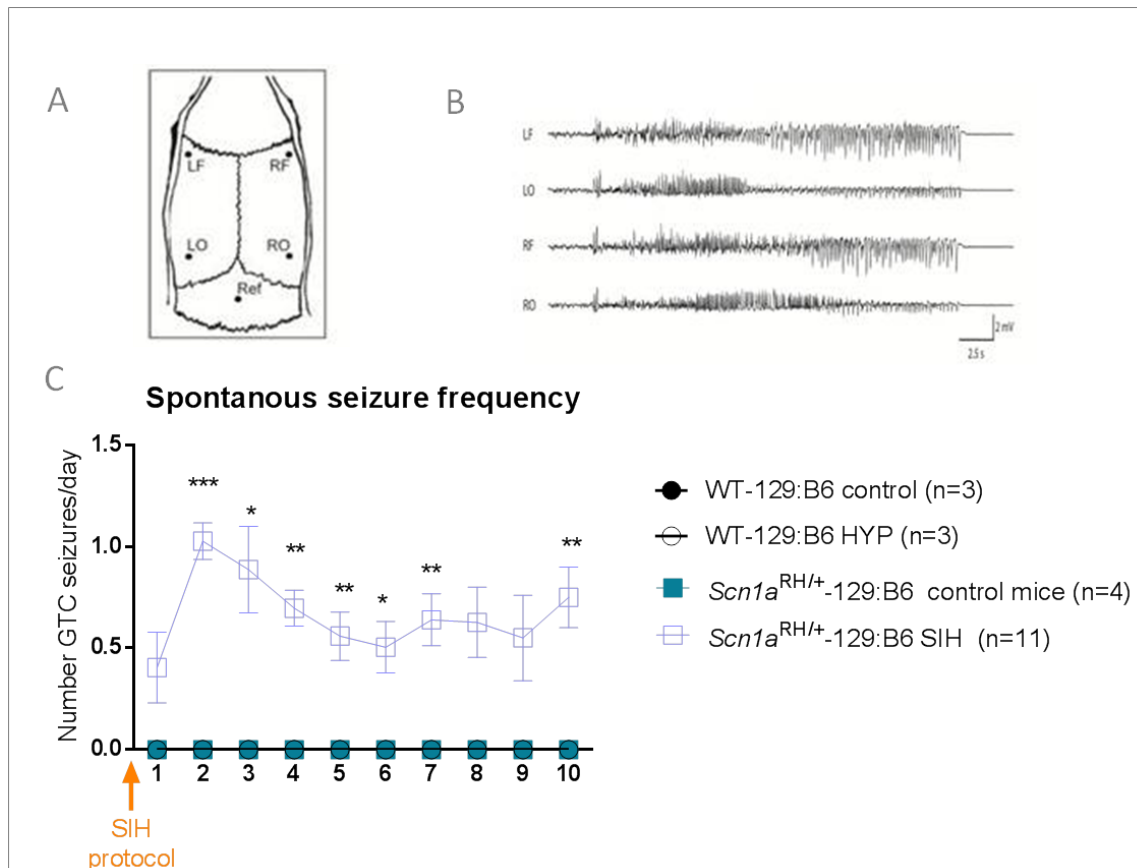 A
LF
RF
LO
RO
Ref
B
LF
LO
RF
RO
2 mV
2.5 s
C
Spontanous seizure frequency
Number GTC seizures/day
1.5
1.0
0.5
0.0
***
*
**
**
*
**
**
1 2 3 4 5 6 7 8 9 10
SIH
protocol
WT-129:B6 control (n=3)
WT-129:B6 HYP (n=3)
Scn1aRH/+-129:B6 control mice (n=4)
Scn1aRH/+-129:B6 SIH (n=11)